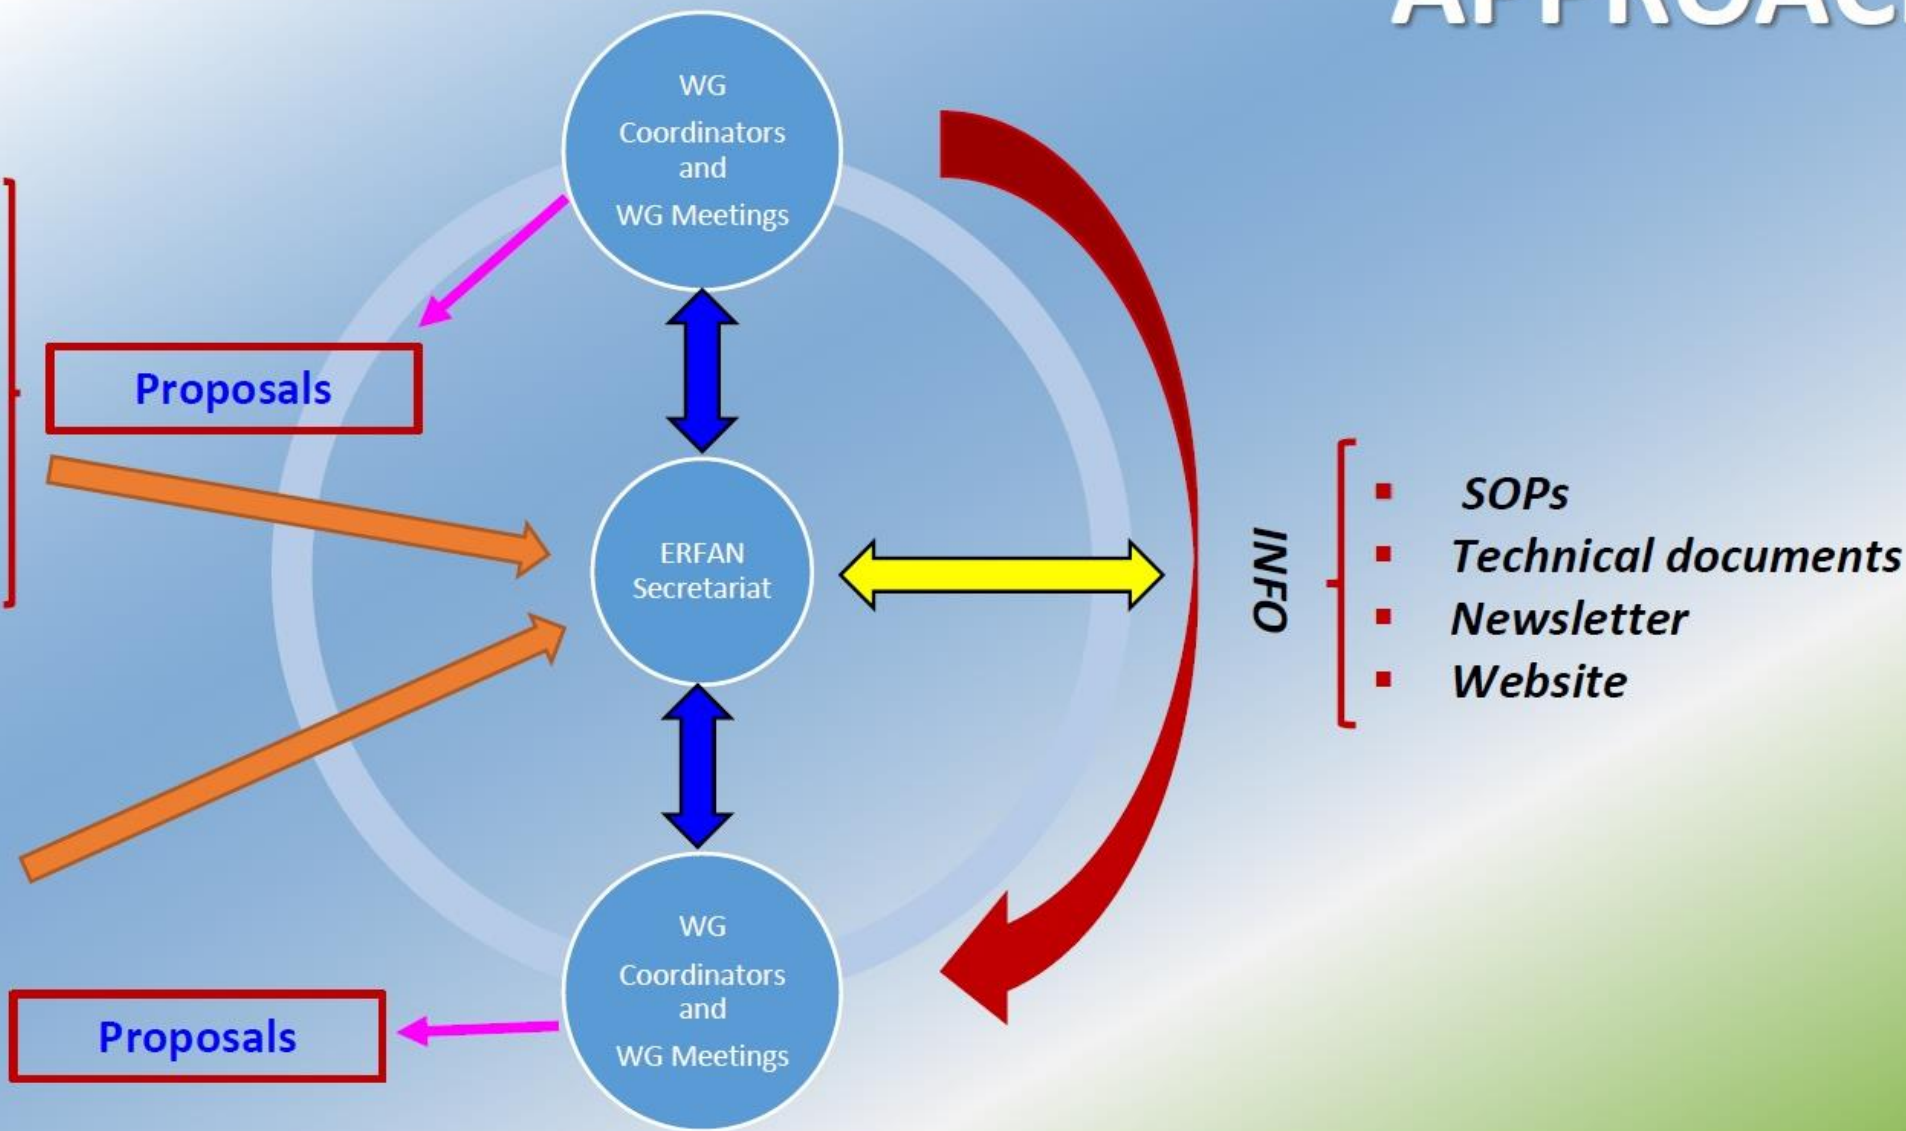 WG
Coordinators
and
WG Meetings
Proposals
ERFAN
Secretariat
INFO
SOPs
Technical documents
Newsletter
Website
WG
Coordinators
and
WG Meetings
Proposals